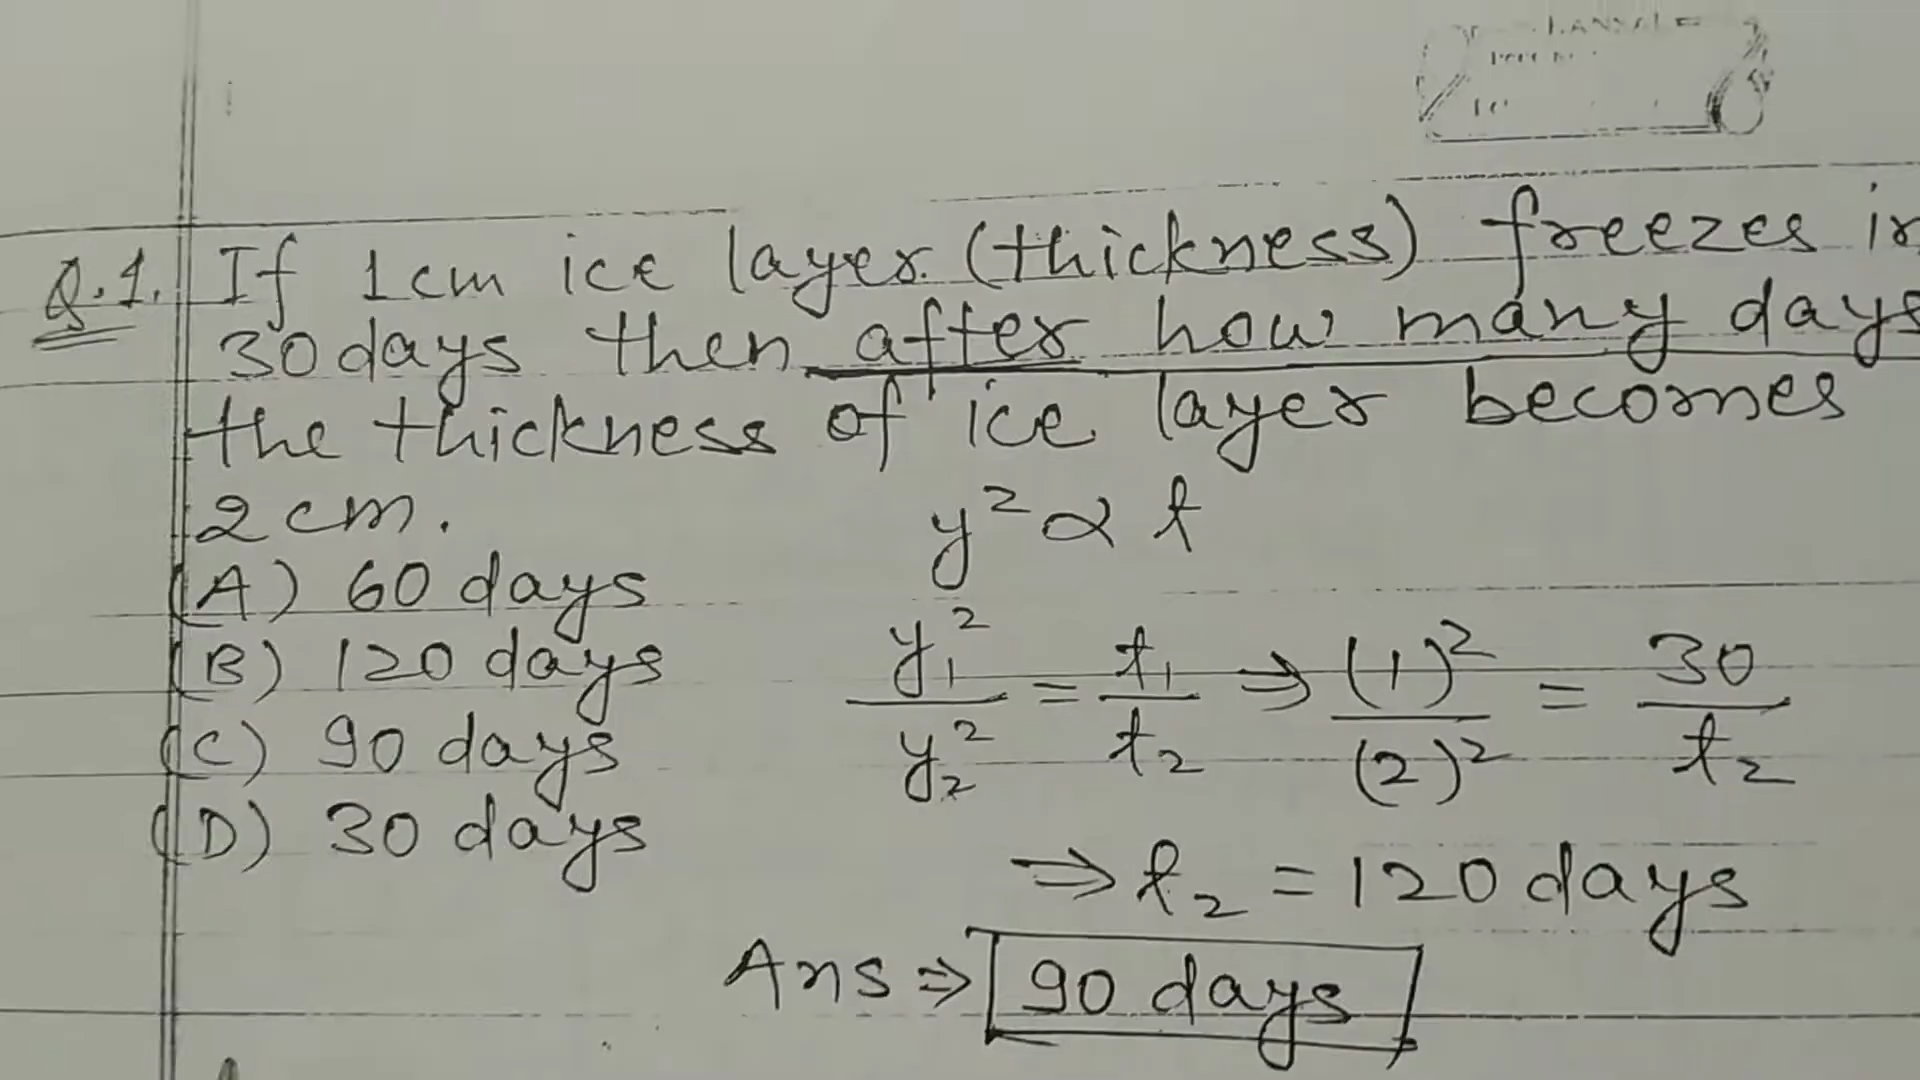 Q.1. If 1cm ice layer (thickness) freezes in
30 days then after how many days
the thickness of ice layer becomes
2 cm.
y² ∝ t
(A) 60 days
(B) 120 days
(C) 90 days
(D) 30 days
y₁²/y₂² = t₁/t₂ ⇒ (1)²/(2)² = 30/t₂
⇒ t₂ = 120 days
Ans ⇒ 90 days